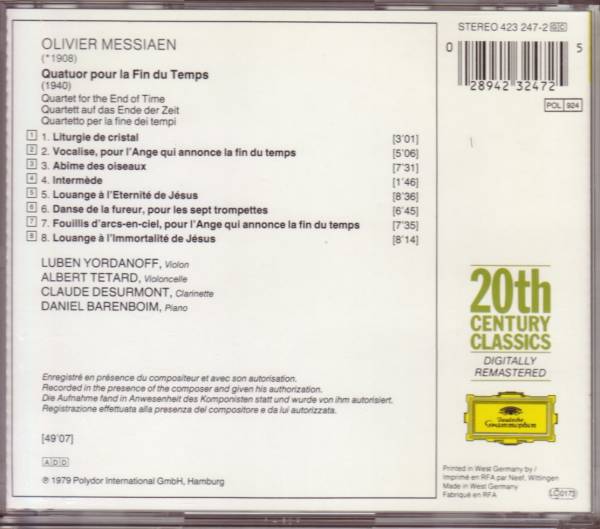 OLIVIER MESSIAEN
(*1908)
Quatuor pour la Fin du Temps
(1940)
Quartet for the End of Time
Quartett auf das Ende der Zeit
Quartetto per la fine dei tempi
1 1. Liturgie de cristal [3'01]
2 2. Vocalise, pour l'Ange qui annonce la fin du temps [5'06]
3 3. Abîme des oiseaux [7'31]
4 4. Intermède [1'46]
5 5. Louange à l'Eternité de Jésus [8'36]
6 6. Danse de la fureur, pour les sept trompettes [6'45]
7 7. Fouillis d'arcs-en-ciel, pour l'Ange qui annonce la fin du temps [7'35]
8 8. Louange à l'Immortalité de Jésus [8'14]
LUBEN YORDANOFF, Violon
ALBERT TETARD, Violoncelle
CLAUDE DESURMONT, Clarinette
DANIEL BARENBOIM, Piano
Enregistré en présence du compositeur et avec son autorisation.
Recorded in the presence of the composer and given his authorization.
Die Aufnahme fand in Anwesenheit des Komponisten statt und wurde von ihm autorisiert.
Registrazione effettuata alla presenza del compositore e da lui autorizzata.
[49'07]
ADD
℗ 1979 Polydor International GmbH, Hamburg
STEREO 423 247-2 GC
0 28942 32472 5
POL 924
20th
CENTURY
CLASSICS
DIGITALLY
REMASTERED
Deutsche
Grammophon
Printed in West Germany by /
Imprimé en RFA par Neef, Wittingen
Made in West Germany
Fabriqué en RFA
LC 0173